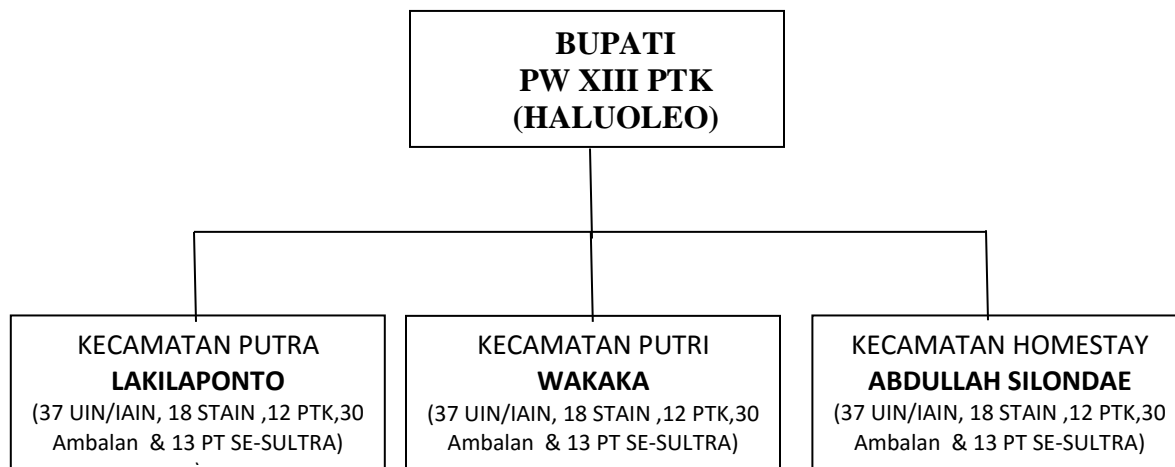 BUPATI
PW XIII PTK
(HALUOLEO)
KECAMATAN PUTRA
LAKILAPONTO
(37 UIN/IAIN, 18 STAIN ,12 PTK,30
Ambalan & 13 PT SE-SULTRA)
KECAMATAN PUTRI
WAKAKA
(37 UIN/IAIN, 18 STAIN ,12 PTK,30
Ambalan & 13 PT SE-SULTRA)
KECAMATAN HOMESTAY
ABDULLAH SILONDAE
(37 UIN/IAIN, 18 STAIN ,12 PTK,30
Ambalan & 13 PT SE-SULTRA)